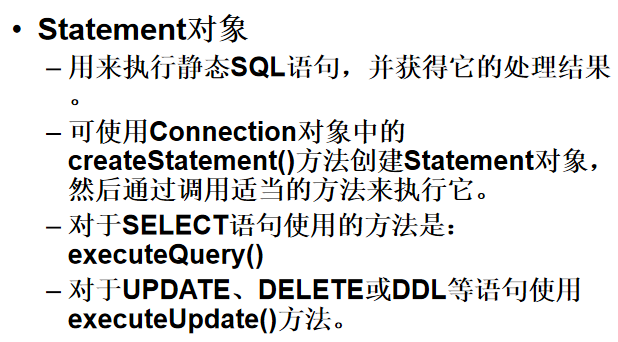 • Statement对象
– 用来执行静态SQL语句，并获得它的处理结果
。
– 可使用Connection对象中的
createStatement()方法创建Statement对象，
然后通过调用适当的方法来执行它。
– 对于SELECT语句使用的方法是：
executeQuery()
– 对于UPDATE、DELETE或DDL等语句使用
executeUpdate()方法。